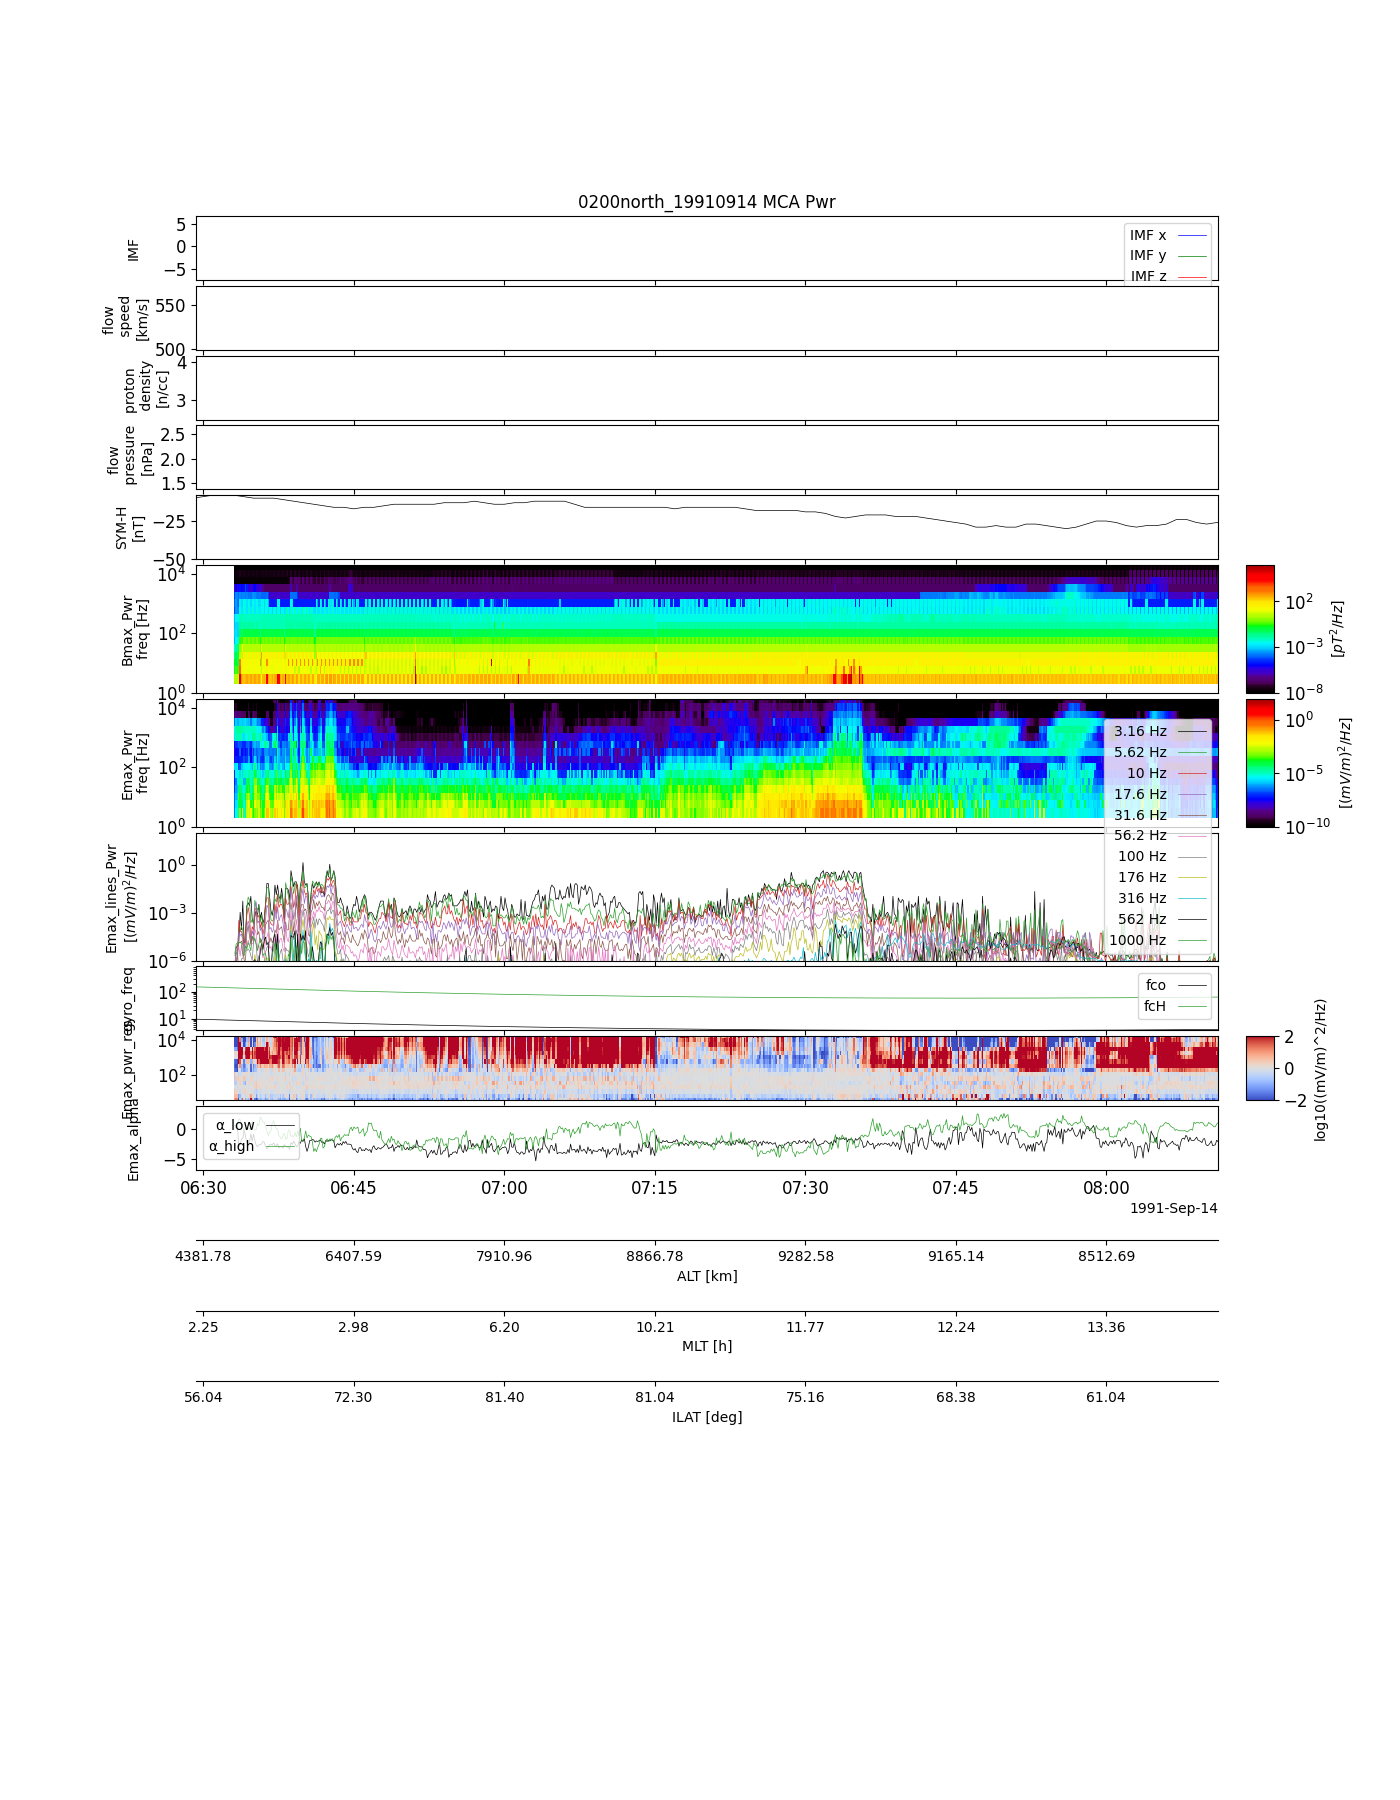 0200north_19910914 MCA Pwr
IMF
5
0
−5
IMF x
IMF y
IMF z
flow
speed
[km/s]
550
500
proton
density
[n/cc]
4
3
flow
pressure
[nPa]
2.5
2.0
1.5
SYM-H
[nT]
−25
−50
Bmax_Pwr
freq [Hz]
10^4
10^2
10^0
10^2
10^−3
10^−8
[pT^2/Hz]
Emax_Pwr
freq [Hz]
10^4
10^2
10^0
10^0
10^−5
10^−10
[(mV/m)^2/Hz]
3.16 Hz
5.62 Hz
10 Hz
17.6 Hz
31.6 Hz
56.2 Hz
100 Hz
176 Hz
316 Hz
562 Hz
1000 Hz
Emax_lines_Pwr
[(mV/m)^2/Hz]
10^0
10^−3
10^−6
gyro_freq
10^2
10^1
fco
fcH
Emax_pwr_reg
10^4
10^2
2
0
−2
log10((mV/m)^2/Hz)
Emax_alpha
0
−5
α_low
α_high
06:30 06:45 07:00 07:15 07:30 07:45 08:00
1991-Sep-14
4381.78 6407.59 7910.96 8866.78 9282.58 9165.14 8512.69
ALT [km]
2.25 2.98 6.20 10.21 11.77 12.24 13.36
MLT [h]
56.04 72.30 81.40 81.04 75.16 68.38 61.04
ILAT [deg]